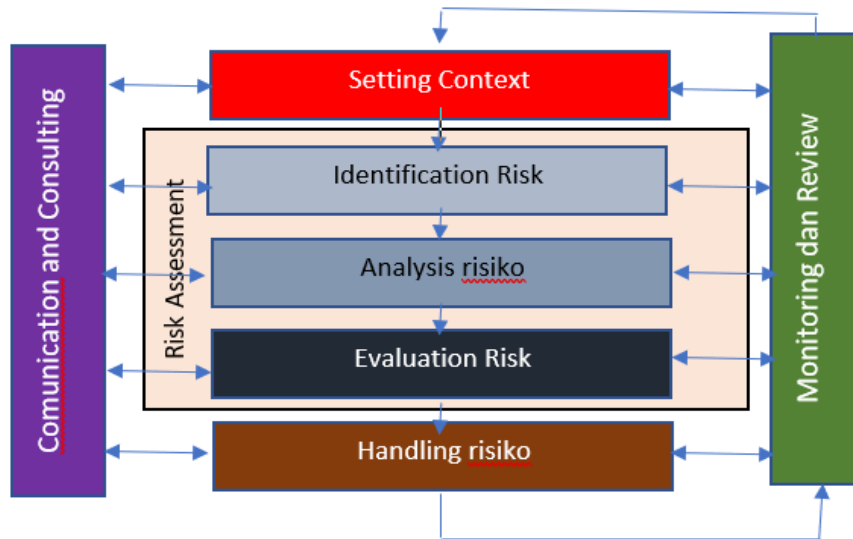 Comunication and Consulting
Setting Context
Risk Assessment
Identification Risk
Analysis risiko
Evaluation Risk
Handling risiko
Monitoring dan Review